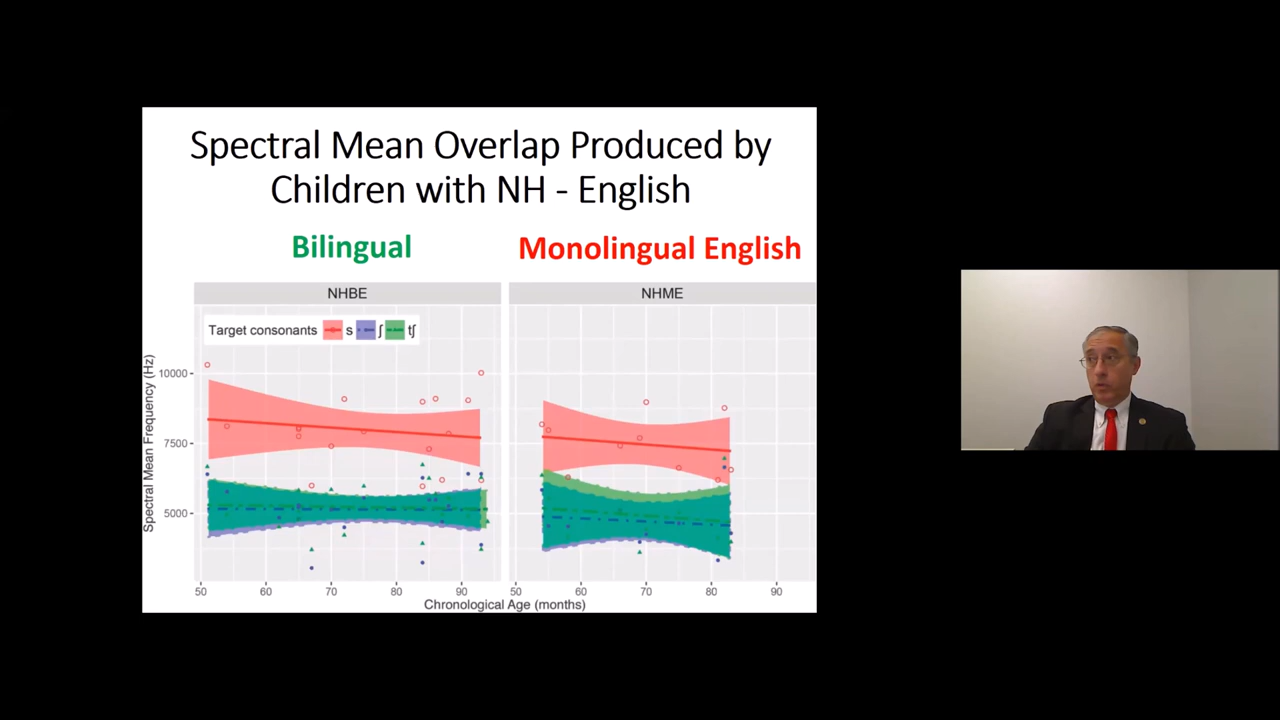 Spectral Mean Overlap Produced by
Children with NH - English
Bilingual
Monolingual English
NHBE
NHME
Target consonants s ʃ tʃ
Spectral Mean Frequency (Hz)
10000
7500
5000
50 60 70 80 90 50 60 70 80 90
Chronological Age (months)